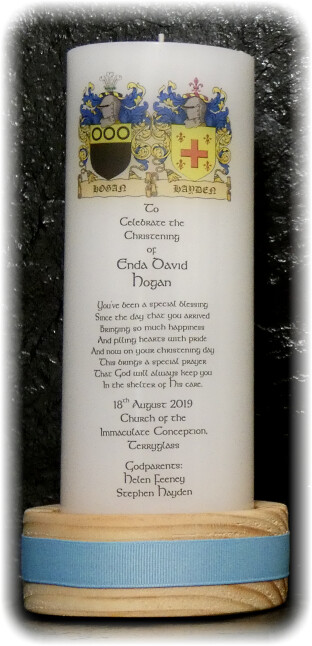 HOGAN HAYDEN
To
Celebrate the
Christening
of
Enda David
Hogan
You've been a special blessing
Since the day that you arrived
Bringing so much happiness
And filling hearts with pride
And now on your christening day
This brings a special prayer
That God will always keep you
In the shelter of His care.
18th August 2019
Church of the
Immaculate Conception,
Terryglass
Godparents:
Helen Feeney
Stephen Hayden